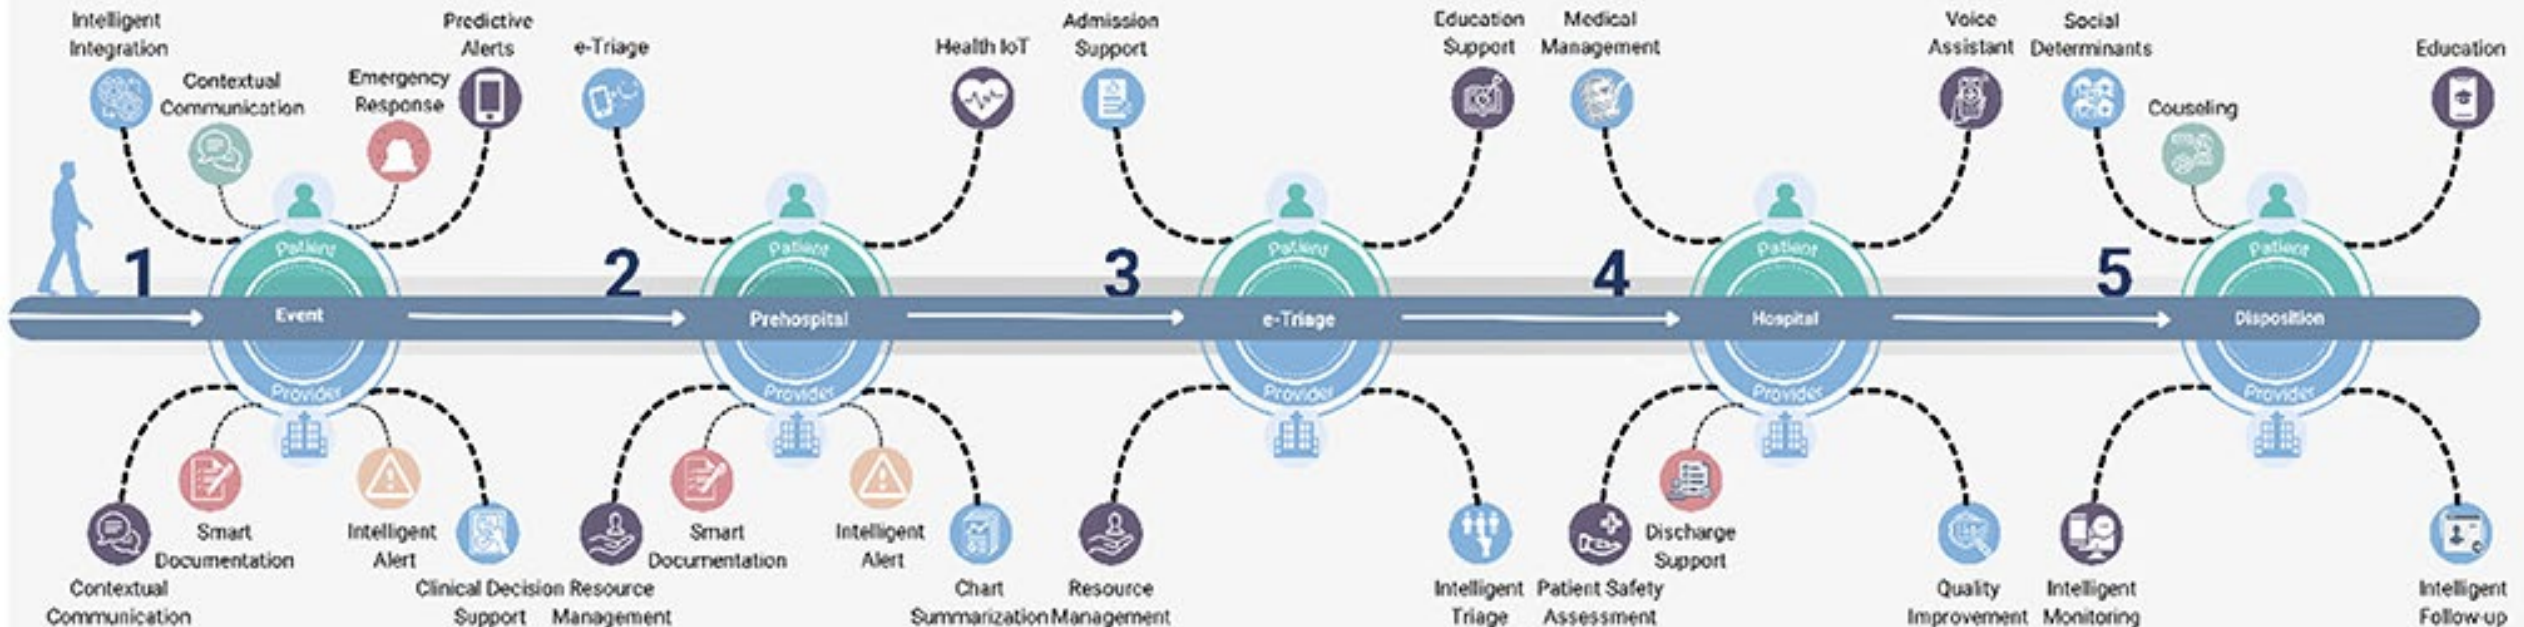 Intelligent
Integration
Contextual
Communication
Emergency
Response
Predictive
Alerts
e-Triage
Health IoT
Admission
Support
Education
Support
Medical
Management
Voice
Assistant
Social
Determinants
Couseling
Education
Patient
Patient
Patient
Patient
Patient
1
2
3
4
5
Event
Prehospital
e-Triage
Hospital
Disposition
Provider
Provider
Provider
Provider
Provider
Contextual
Communication
Smart
Documentation
Intelligent
Alert
Clinical Decision
Support
Resource
Management
Smart
Documentation
Intelligent
Alert
Chart
Summarization
Resource
Management
Intelligent
Triage
Patient Safety
Assessment
Discharge
Support
Quality
Improvement
Intelligent
Monitoring
Intelligent
Follow-up